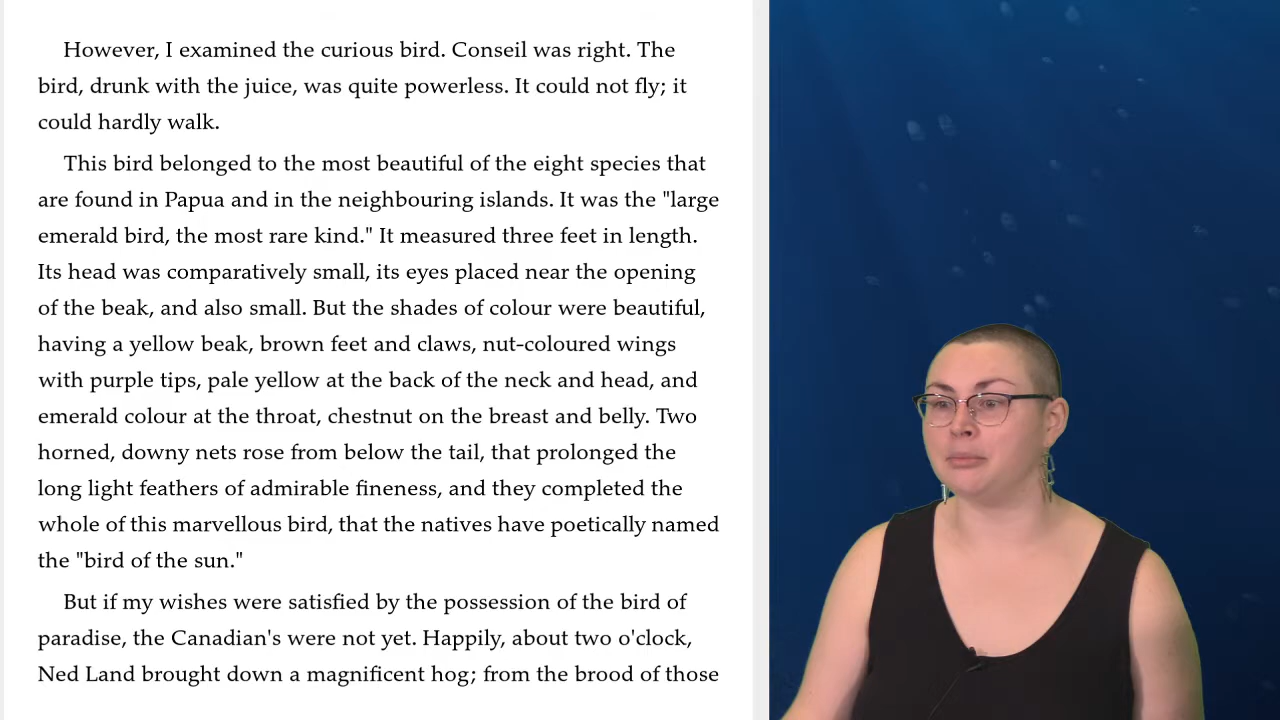 However, I examined the curious bird. Conseil was right. The
bird, drunk with the juice, was quite powerless. It could not fly; it
could hardly walk.
This bird belonged to the most beautiful of the eight species that
are found in Papua and in the neighbouring islands. It was the "large
emerald bird, the most rare kind." It measured three feet in length.
Its head was comparatively small, its eyes placed near the opening
of the beak, and also small. But the shades of colour were beautiful,
having a yellow beak, brown feet and claws, nut-coloured wings
with purple tips, pale yellow at the back of the neck and head, and
emerald colour at the throat, chestnut on the breast and belly. Two
horned, downy nets rose from below the tail, that prolonged the
long light feathers of admirable fineness, and they completed the
whole of this marvellous bird, that the natives have poetically named
the "bird of the sun."
But if my wishes were satisfied by the possession of the bird of
paradise, the Canadian's were not yet. Happily, about two o'clock,
Ned Land brought down a magnificent hog; from the brood of those